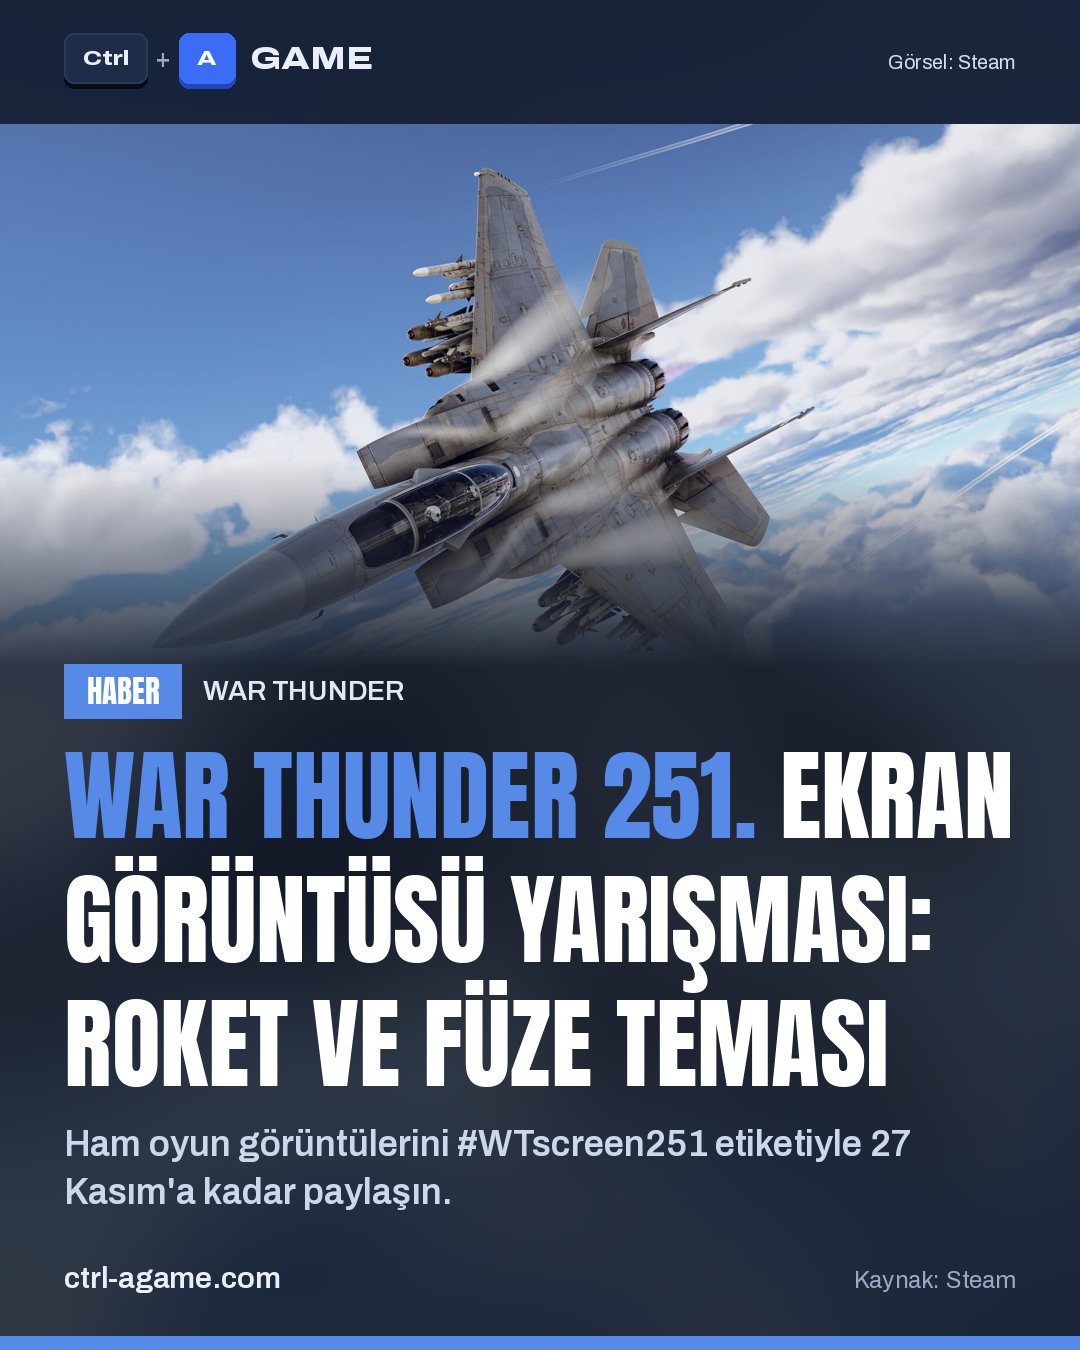 Ctrl + A GAME
Görsel: Steam
HABER WAR THUNDER
WAR THUNDER 251. EKRAN
GÖRÜNTÜSÜ YARIŞMASI:
ROKET VE FÜZE TEMASI
Ham oyun görüntülerini #WTscreen251 etiketiyle 27
Kasım'a kadar paylaşın.
ctrl-agame.com
Kaynak: Steam